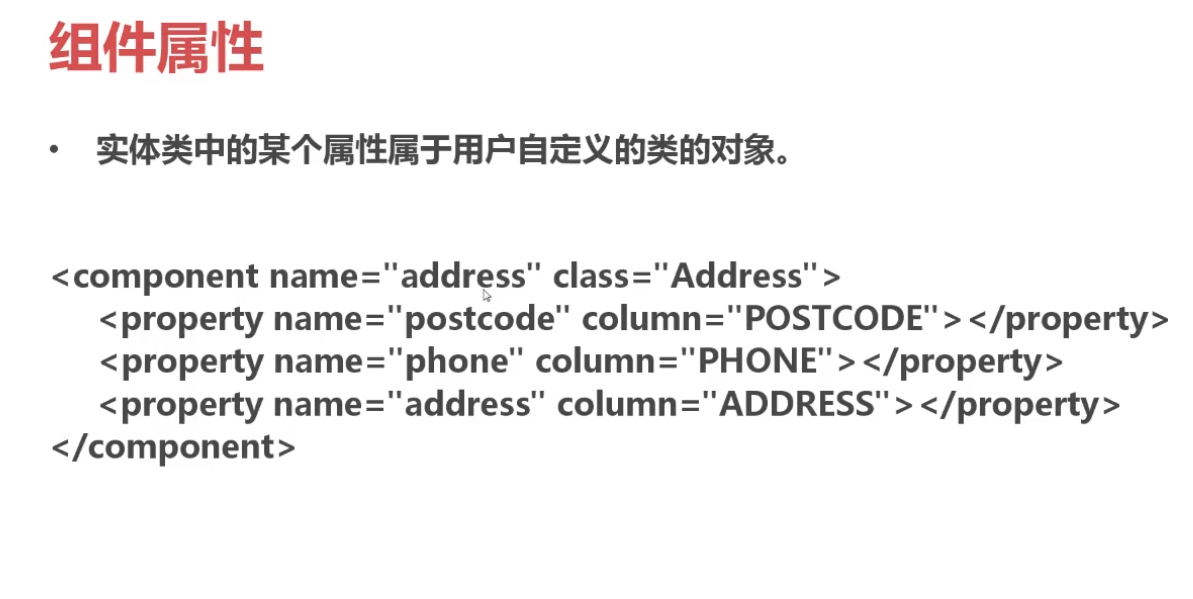 组件属性
• 实体类中的某个属性属于用户自定义的类的对象。
<component name="address" class="Address">
<property name="postcode" column="POSTCODE"></property>
<property name="phone" column="PHONE"></property>
<property name="address" column="ADDRESS"></property>
</component>